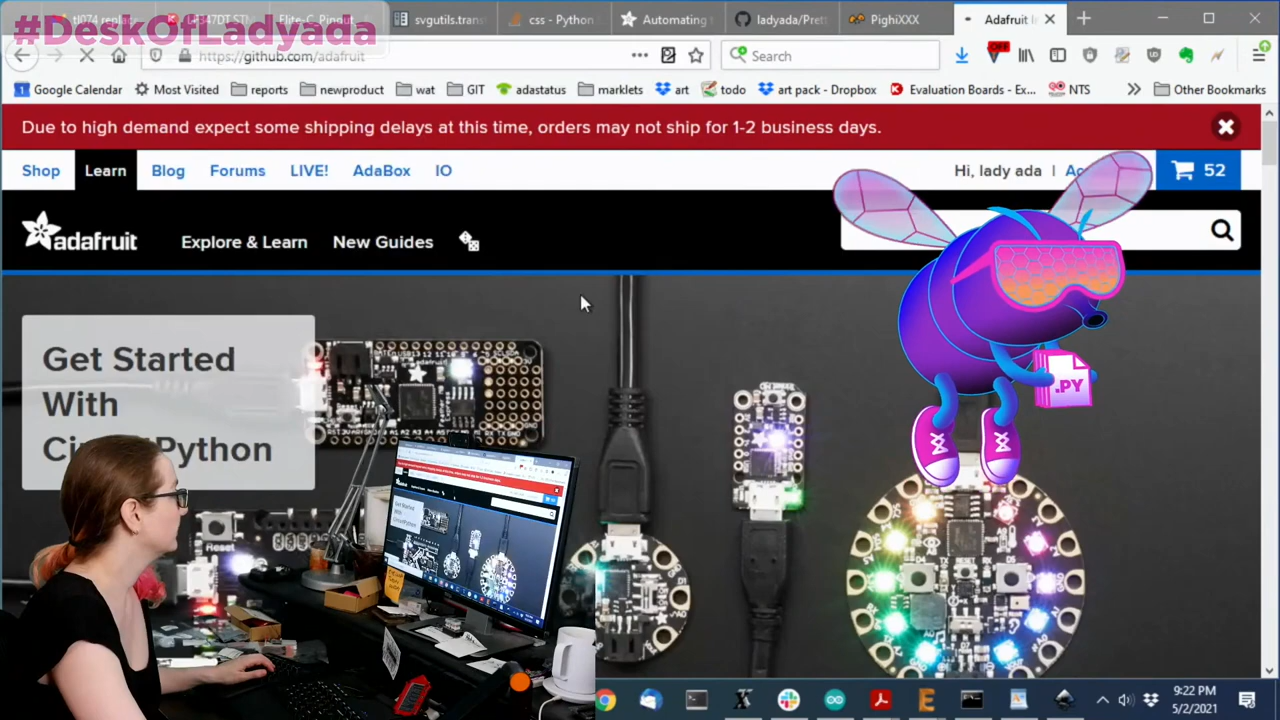 #DeskOfLadyada
svgutils.trans
css - Python
Automating
ladyada/Prett
PighiXXX
Adafruit
https://github.com/adafruit
Search
OFF
Google Calendar
Most Visited
reports
newproduct
wat
GIT
adastatus
marklets
art
todo
art pack - Dropbox
Evaluation Boards - Ex...
NTS
Other Bookmarks
Due to high demand expect some shipping delays at this time, orders may not ship for 1-2 business days.
Shop
Learn
Blog
Forums
LIVE!
AdaBox
IO
Hi, lady ada
52
adafruit
Explore & Learn
New Guides
.PY
Get Started
With
Python
Reset
9:22 PM
5/2/2021